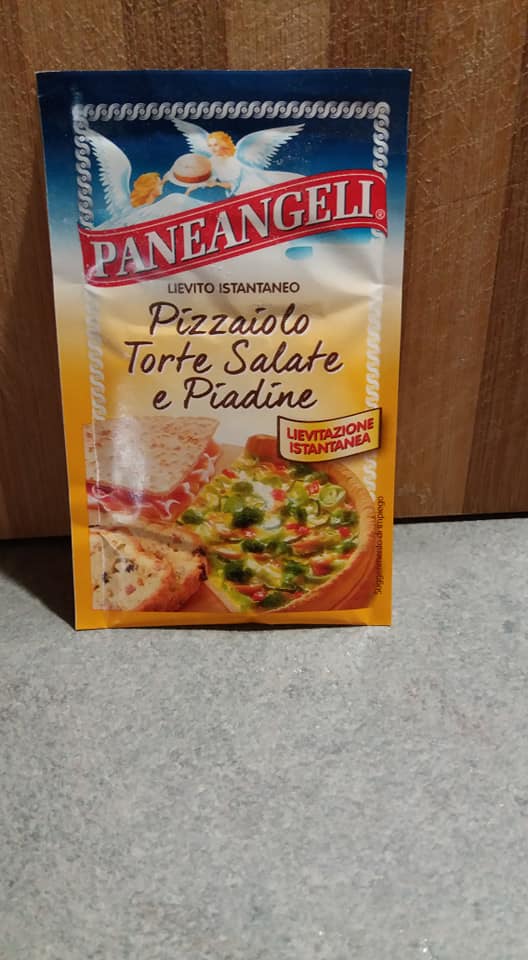 PANEANGELI®
LIEVITO ISTANTANEO
Pizzaiolo
Torte Salate
e Piadine
LIEVITAZIONE
ISTANTANEA
Suggerimento di impiego